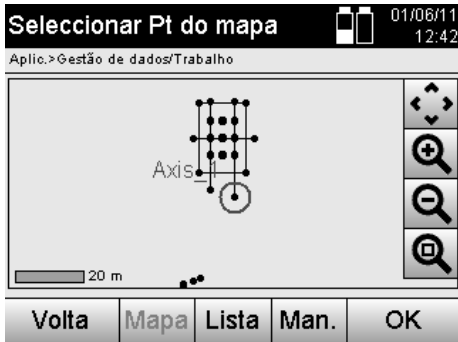 Seleccionar Pt do mapa
01/06/11
12:42
Aplic.>Gestão de dados/Trabalho
Axis_1
20 m
Volta
Mapa
Lista
Man.
OK